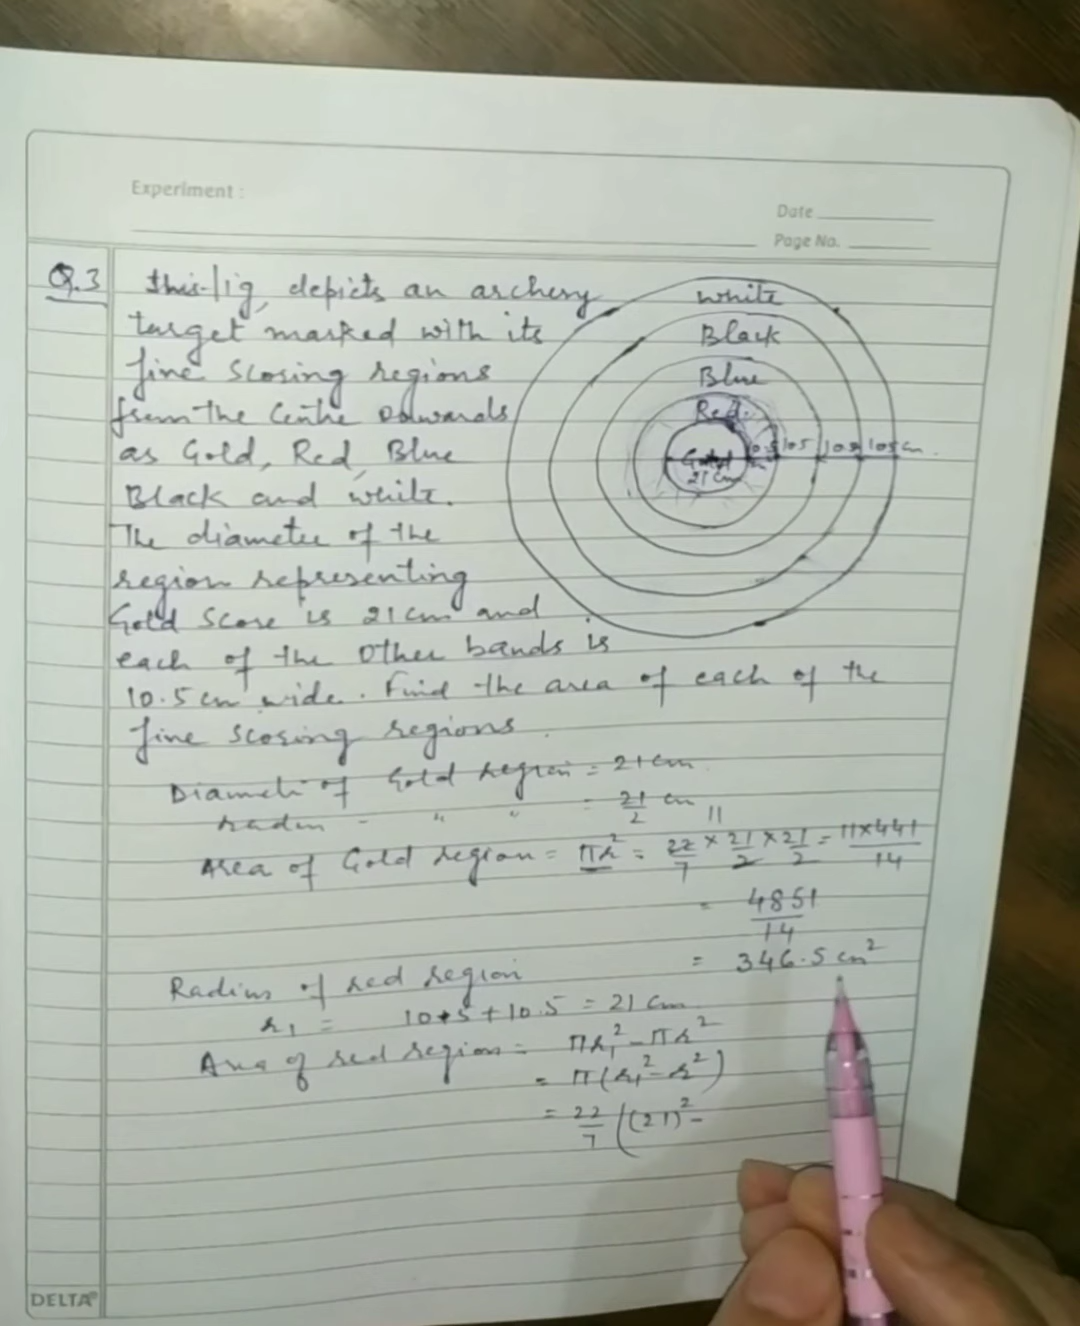 Experiment :
Date
Page No.
Q.3 this fig, depicts an archery
target marked with its
five scoring regions
from the centre outwards
as Gold, Red, Blue
Black and white.
The diameter of the
region representing
Gold score is 21 cm and
each of the other bands is
10.5 cm wide. Find the area of each of the
five scoring regions.
white
Black
Blue
Red
Gold
21 cm
10.5 10.5 10.5 cm
Diameter of Gold region = 21 cm
radius - " " = 21/2 cm
11
Area of Gold region = πr² = 22/7 × 21/2 × 21/2 = 11×441/14
= 4851/14
= 346.5 cm²
Radius of red region
r₁ = 10.5 + 10.5 = 21 cm
Area of red region = πr₁² - πr²
= π(r₁² - r²)
= 22/7 ((21)² -
DELTA®